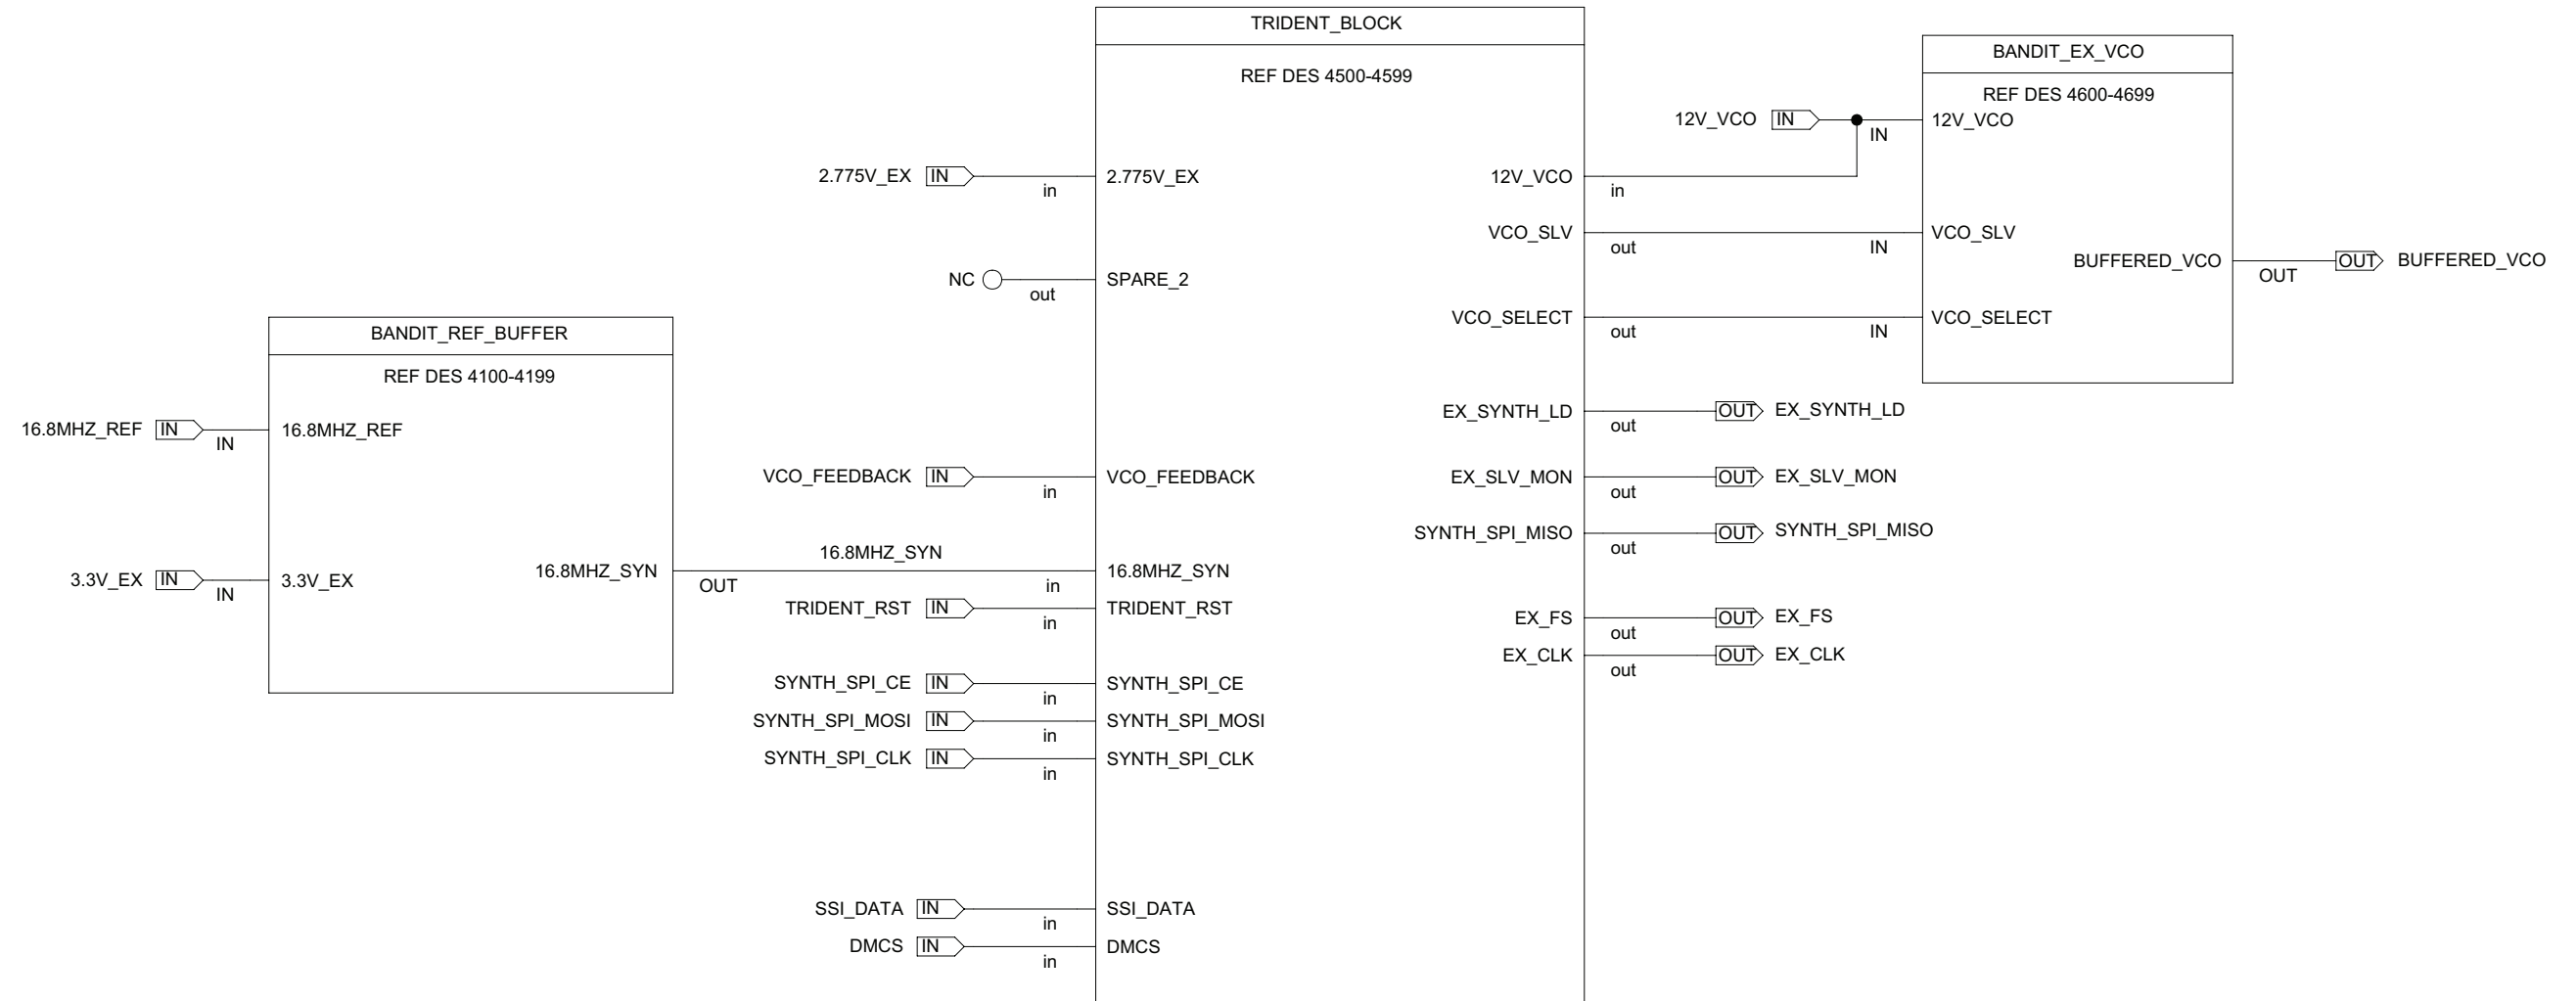 TRIDENT_BLOCK
REF DES 4500-4599
BANDIT_EX_VCO
REF DES 4600-4699
12V_VCO IN IN 12V_VCO
2.775V_EX IN in 2.775V_EX
12V_VCO in
VCO_SLV out IN VCO_SLV
BUFFERED_VCO OUT OUT BUFFERED_VCO
NC out SPARE_2
VCO_SELECT out IN VCO_SELECT
BANDIT_REF_BUFFER
REF DES 4100-4199
16.8MHZ_REF IN IN 16.8MHZ_REF
EX_SYNTH_LD out OUT EX_SYNTH_LD
VCO_FEEDBACK IN in VCO_FEEDBACK
EX_SLV_MON out OUT EX_SLV_MON
SYNTH_SPI_MISO out OUT SYNTH_SPI_MISO
3.3V_EX IN IN 3.3V_EX
16.8MHZ_SYN OUT 16.8MHZ_SYN in 16.8MHZ_SYN
TRIDENT_RST IN in TRIDENT_RST
EX_FS out OUT EX_FS
EX_CLK out OUT EX_CLK
SYNTH_SPI_CE IN in SYNTH_SPI_CE
SYNTH_SPI_MOSI IN in SYNTH_SPI_MOSI
SYNTH_SPI_CLK IN in SYNTH_SPI_CLK
SSI_DATA IN in SSI_DATA
DMCS IN in DMCS